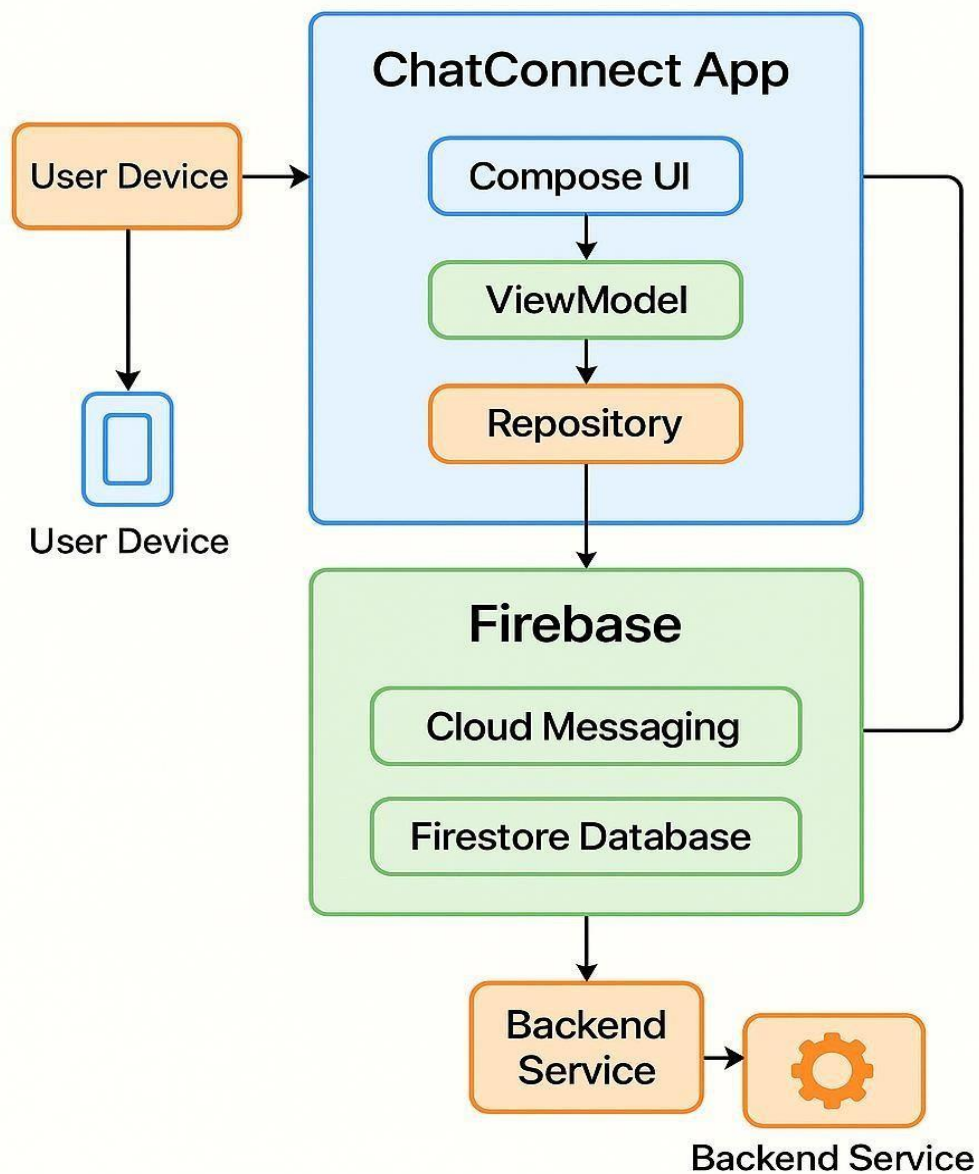 ChatConnect App
User Device
Compose UI
ViewModel
Repository
User Device
Firebase
Cloud Messaging
Firestore Database
Backend
Service
Backend Service